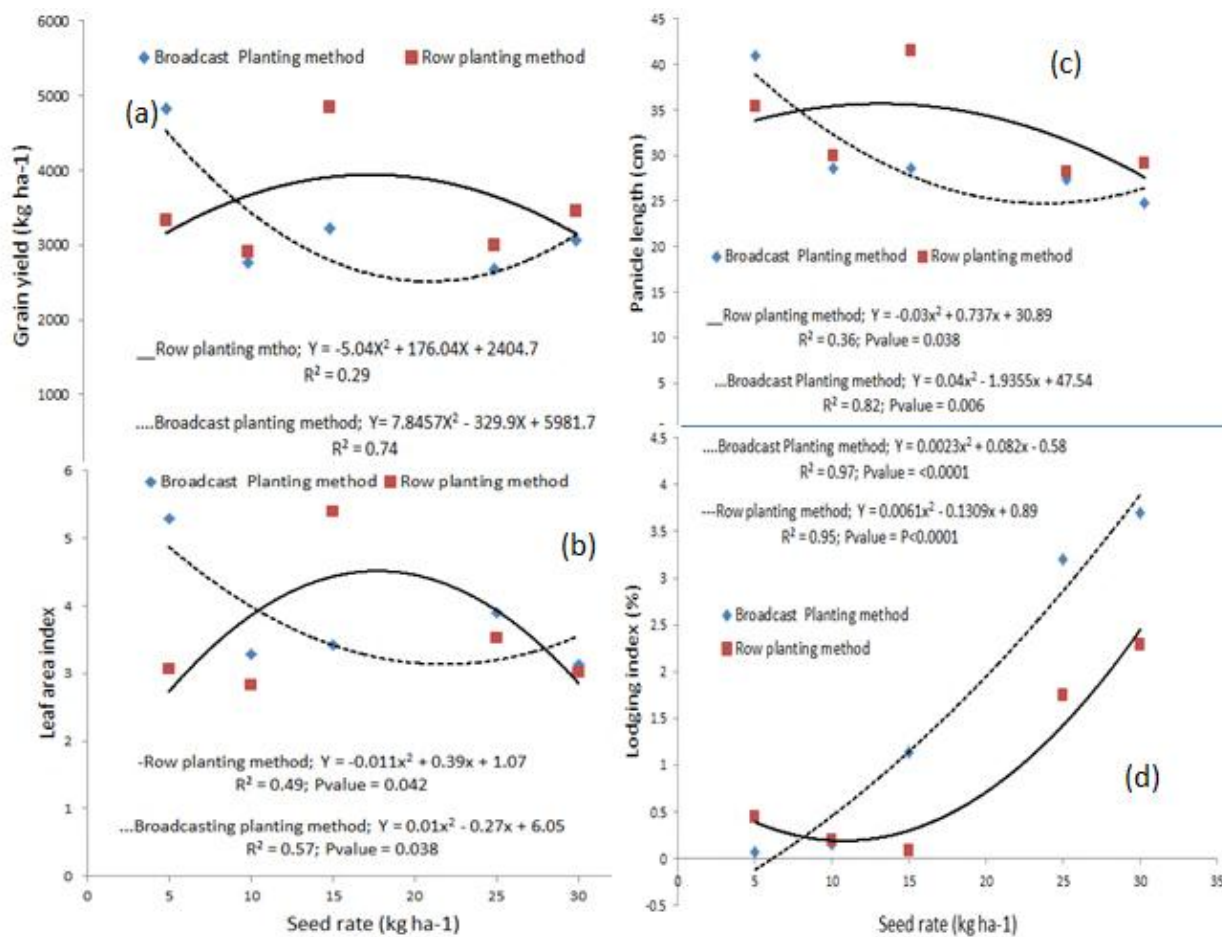 6000
5000
4000
3000
2000
1000
0
Grain yield (kg ha-1)
Broadcast Planting method
Row planting method
(a)
__Row planting mtho; Y = -5.04X² + 176.04X + 2404.7
R² = 0.29
....Broadcast planting method; Y= 7.8457X² - 329.9X + 5981.7
R² = 0.74
45
40
35
30
25
20
15
10
5
-
Panicle length (cm)
(c)
Broadcast Planting method
Row planting method
__Row planting method; Y = -0.03x² + 0.737x + 30.89
R² = 0.36; Pvalue = 0.038
...Broadcast Planting method; Y = 0.04x² - 1.9355x + 47.54
R² = 0.82; Pvalue = 0.006
6
5
4
3
2
1
0
Leaf area index
Broadcast Planting method
Row planting method
(b)
-Row planting method; Y = -0.011x² + 0.39x + 1.07
R² = 0.49; Pvalue = 0.042
...Broadcasting planting method; Y = 0.01x² - 0.27x + 6.05
R² = 0.57; Pvalue = 0.038
0 5 10 15 20 25 30
Seed rate (kg ha-1)
4.5
4
3.5
3
2.5
2
1.5
1
0.5
0
-0.5
Lodging index (%)
....Broadcast Planting method; Y = 0.0023x² + 0.082x - 0.58
R² = 0.97; Pvalue = <0.0001
---Row planting method; Y = 0.0061x² - 0.1309x + 0.89
R² = 0.95; Pvalue = P<0.0001
Broadcast Planting method
Row planting method
(d)
0 5 10 15 20 25 30 35
Seed rate (kg ha-1)